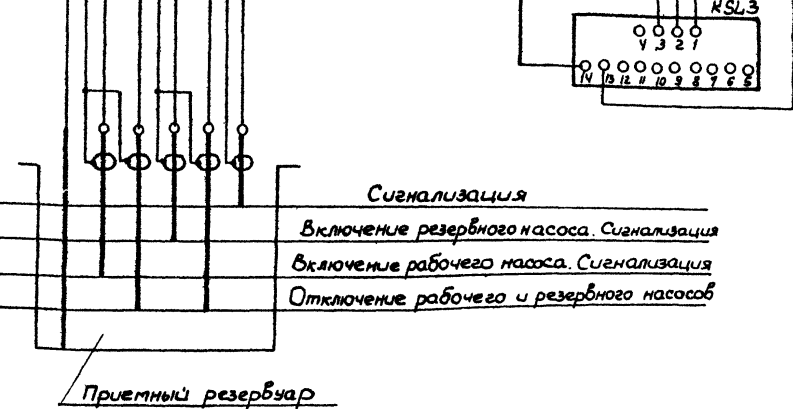 KSL3
4 3 2 1
14 13 12 11 10 9 8 7 6 5
Сигнализация
Включение резервного насоса. Сигнализация
Включение рабочего насоса. Сигнализация
Отключение рабочего и резервного насосов
Приемный резервуар